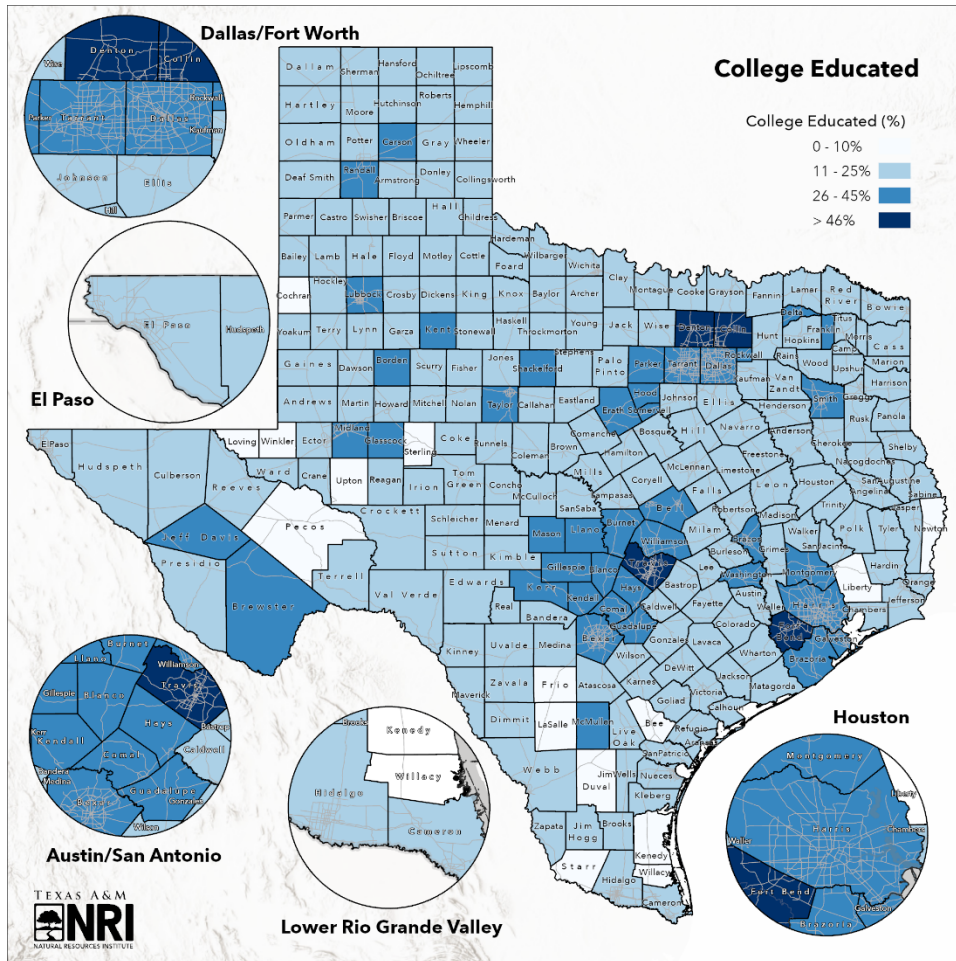 Dallas/Fort Worth
Denton
Collin
Wise
Rockwall
Parker
Tarrant
Dallas
Kaufman
Johnson
Ellis
Hill
College Educated
College Educated (%)
0 - 10%
11 - 25%
26 - 45%
> 46%
El Paso
Hudspeth
El Paso
Dallam Sherman Hansford Ochiltree Lipscomb
Hartley Moore Hutchinson Roberts Hemphill
Oldham Potter Carson Gray Wheeler
Deaf Smith Randall Armstrong Donley Collingsworth
Parmer Castro Swisher Briscoe Hall Childress
Hardeman
Bailey Lamb Hale Floyd Motley Cottle Foard Wilbarger Wichita
Clay Montague Cooke Grayson Fannin Lamar Red River Bowie
Cochran Hockley Lubbock Crosby Dickens King Knox Baylor Archer
Denton Collin Hunt Delta Hopkins Franklin Titus Morris Cass
Yoakum Terry Lynn Garza Kent Stonewall Haskell Throckmorton Young Jack Wise
Rockwall Rains Wood Camp Upshur Marion
Gaines Dawson Borden Scurry Fisher Jones Shackelford Stephens Palo Pinto Parker Tarrant Dallas Kaufman Van Zandt Smith Gregg Harrison
Andrews Martin Howard Mitchell Nolan Taylor Callahan Eastland Erath Hood Somervell Johnson Ellis Henderson Rusk Panola
El Paso Loving Winkler Ector Midland Glasscock Sterling Coke Runnels Coleman Brown Comanche Bosque Hill Navarro Anderson Cherokee Shelby
Hudspeth Culberson Reeves Ward Crane Upton Reagan Irion Tom Green Concho McCulloch Mills Hamilton McLennan Limestone Freestone Nacogdoches
San Augustine
Coryell Falls Leon Houston Angelina Sabine
Lampasas SanSaba Bell Robertson Madison Trinity Polk Tyler Jasper Newton
Jeff Davis Pecos Crockett Schleicher Menard Mason Llano Burnet Williamson Milam Brazos Grimes Walker SanJacinto Hardin
Presidio Brewster Terrell Sutton Kimble Gillespie Blanco Travis Lee Burleson Washington Montgomery Liberty Orange
Val Verde Edwards Kerr Kendall Hays Bastrop Austin Waller Harris Chambers Jefferson
Real Bandera Comal Caldwell Fayette Colorado Fort Bend Galveston
Kinney Uvalde Medina Bexar Guadalupe Gonzales Lavaca Wharton Brazoria
Wilson DeWitt Jackson Matagorda
Maverick Zavala Frio Atascosa Karnes Goliad Victoria Calhoun
Dimmit LaSalle McMullen Live Oak Bee Refugio Aransas
SanPatricio
Webb Duval JimWells Nueces
Kleberg
Zapata Jim Hogg Brooks Kenedy
Starr Hidalgo Willacy
Cameron
Burnet
Williamson
Llano
Travis
Gillespie
Blanco
Hays
Bastrop
Kerr
Kendall
Caldwell
Comal
Bandera
Medina
Guadalupe
Bexar
Gonzales
Wilson
Austin/San Antonio
Brooks
Kenedy
Willacy
Hidalgo
Cameron
Lower Rio Grande Valley
Houston
Montgomery
Liberty
Harris
Chambers
Waller
Fort Bend
Galveston
Brazoria
TEXAS A&M
NRI
NATURAL RESOURCES INSTITUTE